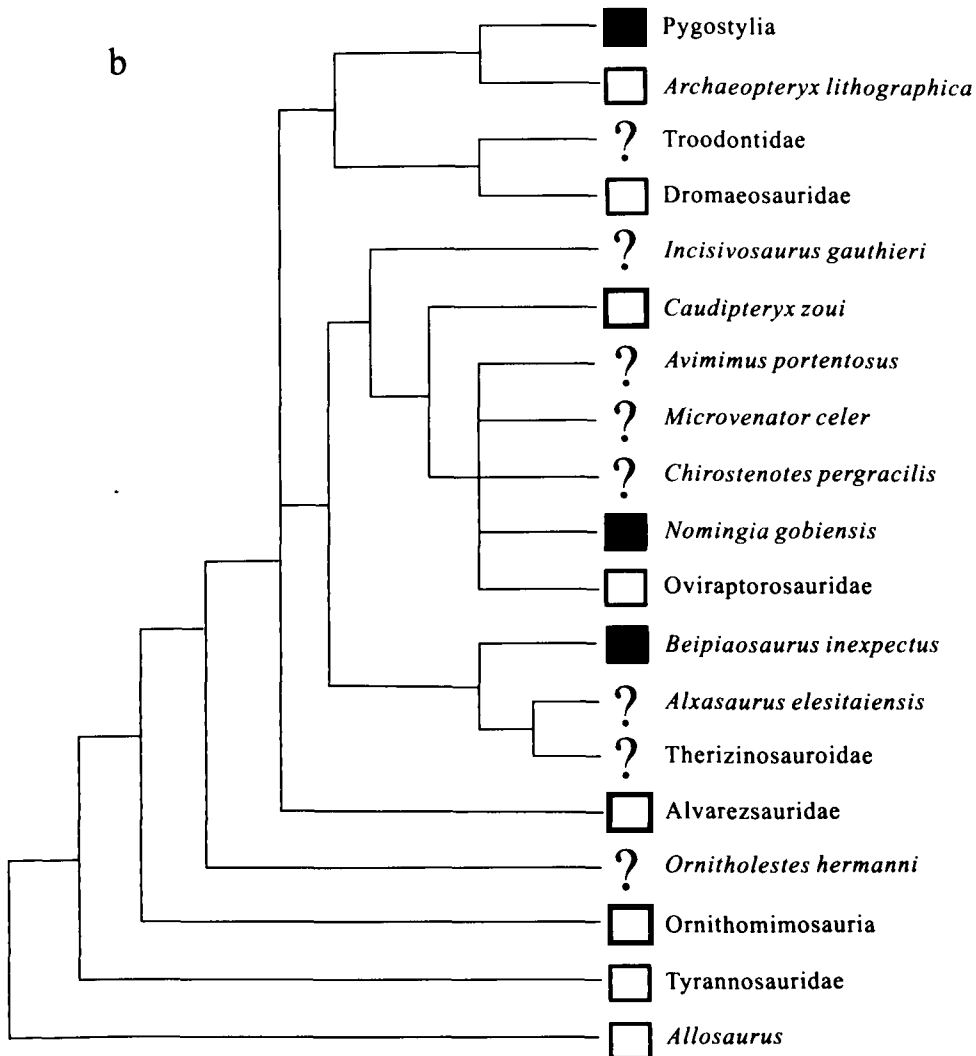 b
Pygostylia
Archaeopteryx lithographica
? Troodontidae
Dromaeosauridae
? Incisivosaurus gauthieri
Caudipteryx zoui
? Avimimus portentosus
? Microvenator celer
? Chirostenotes pergracilis
Nomingia gobiensis
Oviraptorosauridae
Beipiaosaurus inexpectus
? Alxasaurus elesitaiensis
? Therizinosauroidae
Alvarezsauridae
? Ornitholestes hermanni
Ornithomimosauria
Tyrannosauridae
Allosaurus